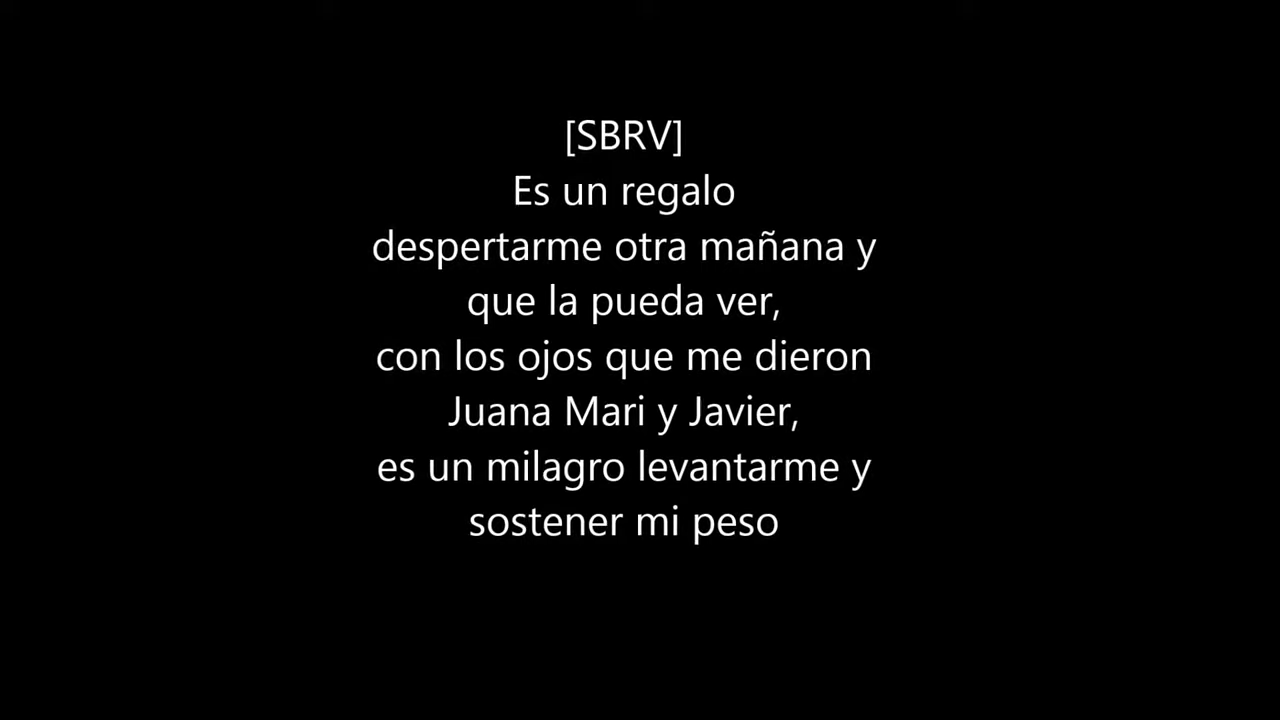 [SBRV]
Es un regalo
despertarme otra mañana y
que la pueda ver,
con los ojos que me dieron
Juana Mari y Javier,
es un milagro levantarme y
sostener mi peso